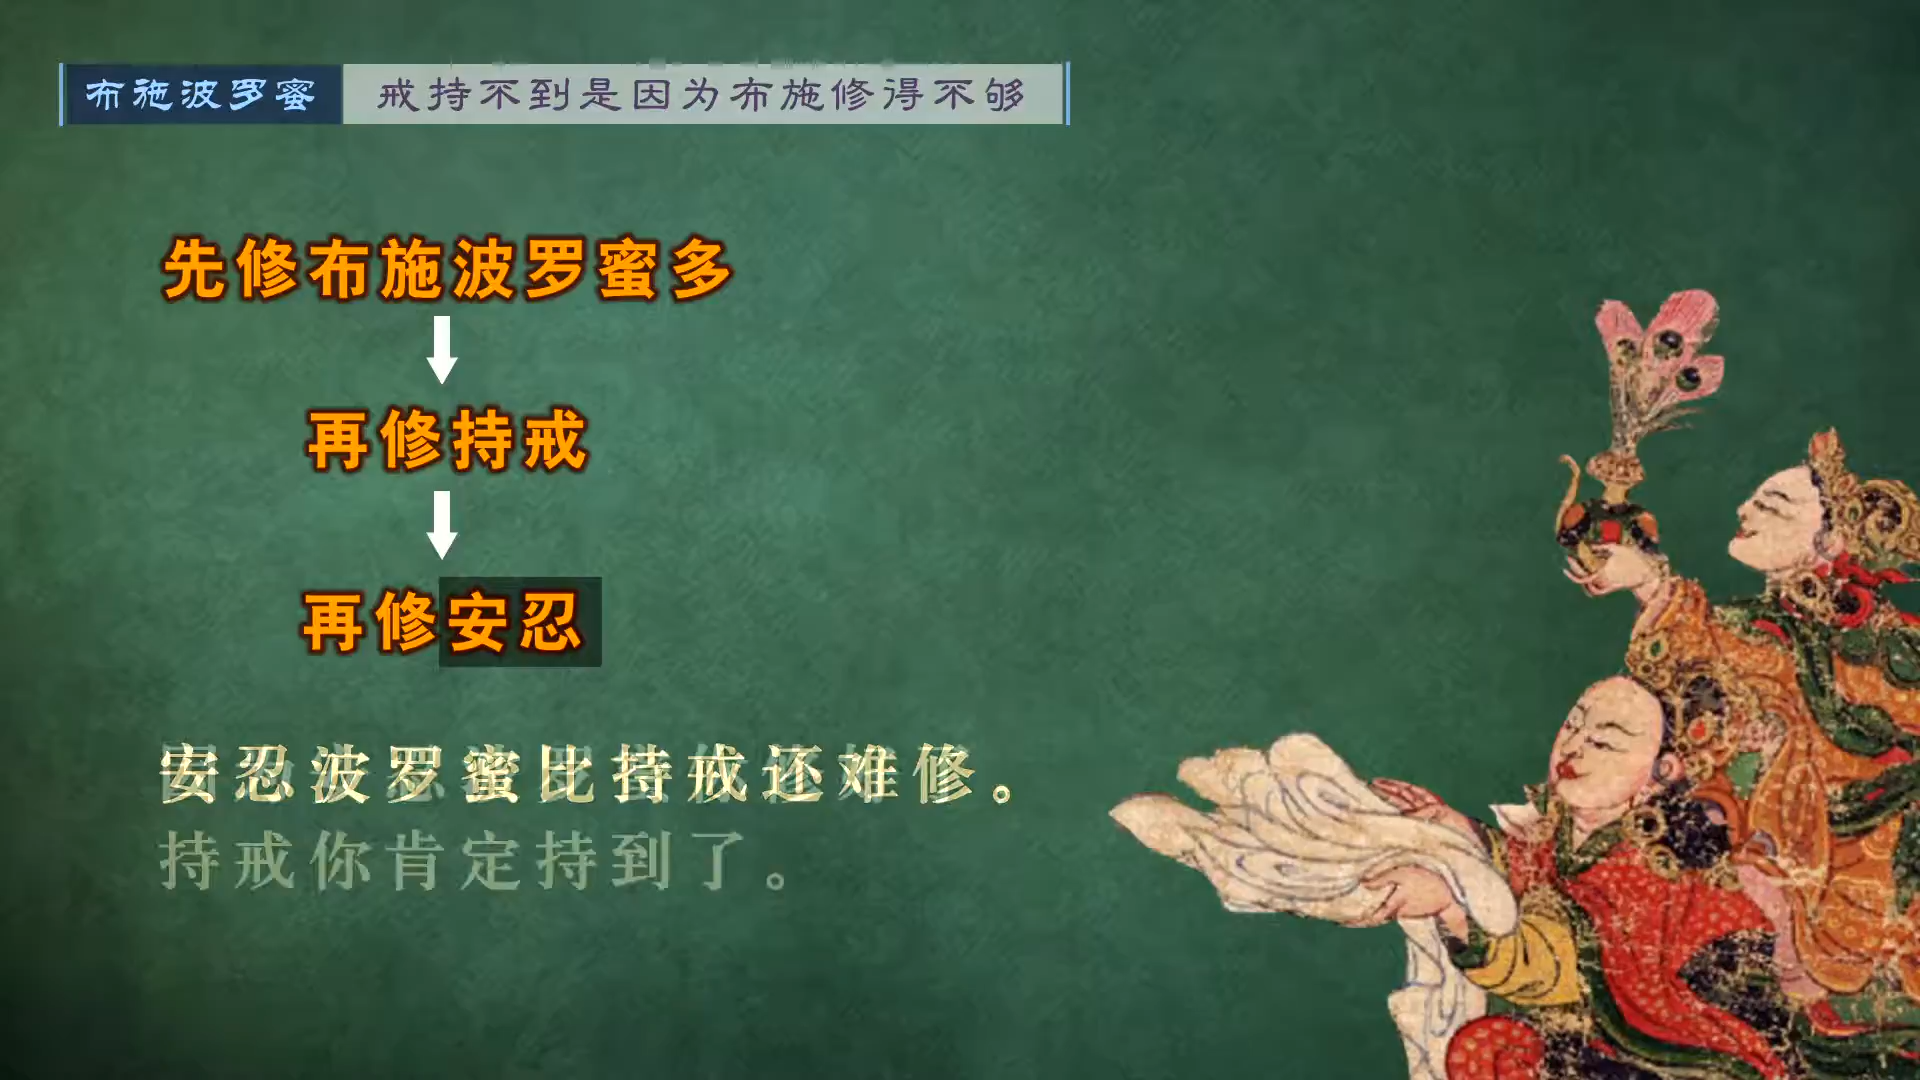 布施波罗蜜
戒持不到是因为布施修得不够
先修布施波罗蜜多
再修持戒
再修安忍
安忍波罗蜜比持戒还难修。
持戒你肯定持到了。